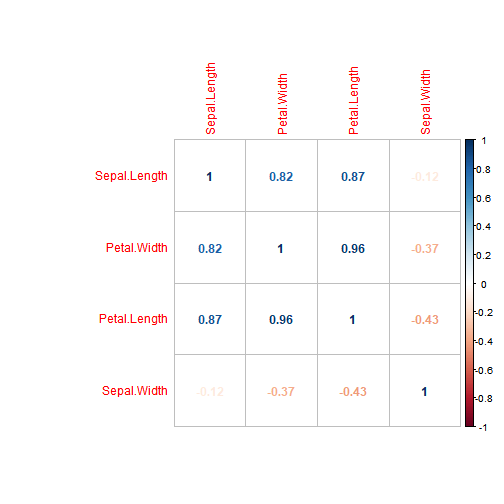 Sepal.Length
Petal.Width
Petal.Length
Sepal.Width
Sepal.Length 1 0.82 0.87 -0.12
Petal.Width 0.82 1 0.96 -0.37
Petal.Length 0.87 0.96 1 -0.43
Sepal.Width -0.12 -0.37 -0.43 1
1
0.8
0.6
0.4
0.2
0
-0.2
-0.4
-0.6
-0.8
-1